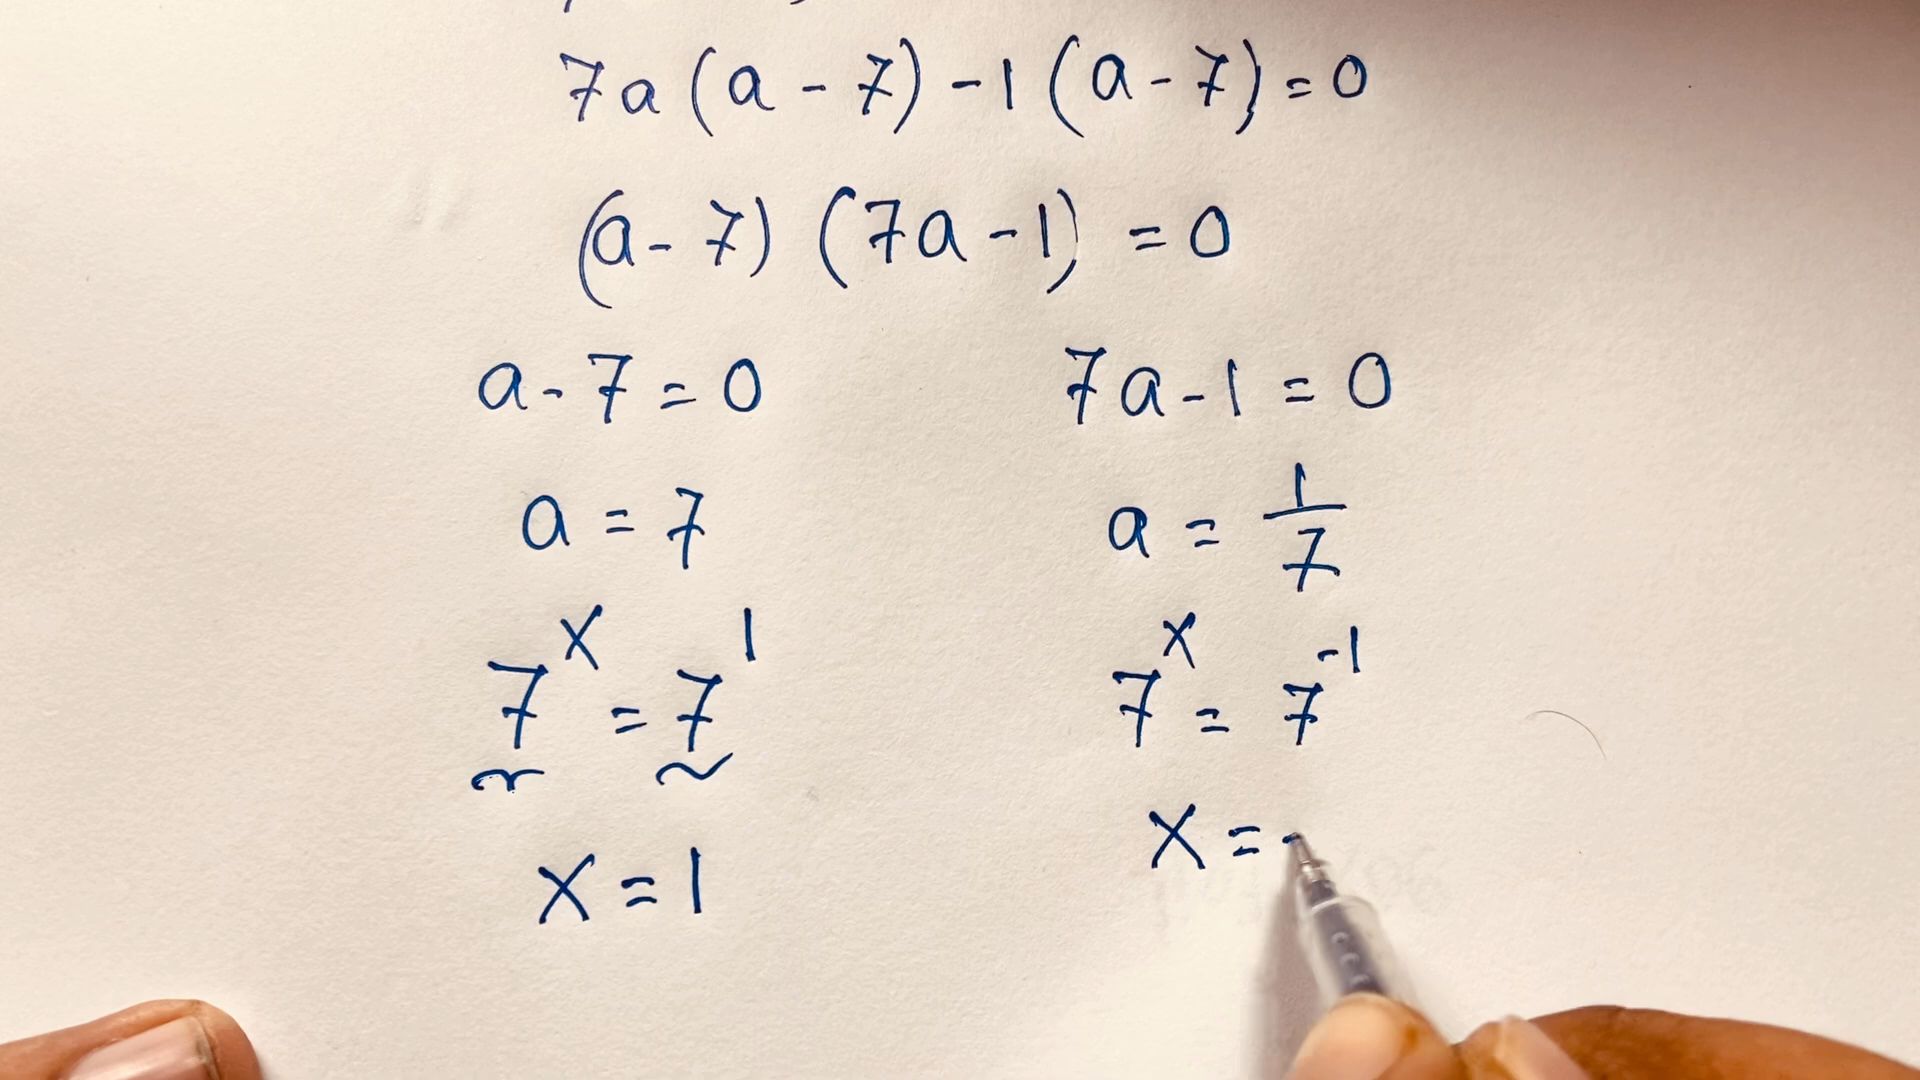 7a(a - 7) - 1(a - 7) = 0
(a - 7) (7a - 1) = 0
a - 7 = 0
a = 7
7^x = 7^1
x = 1
7a - 1 = 0
a = 1/7
7^x = 7^-1
x = -